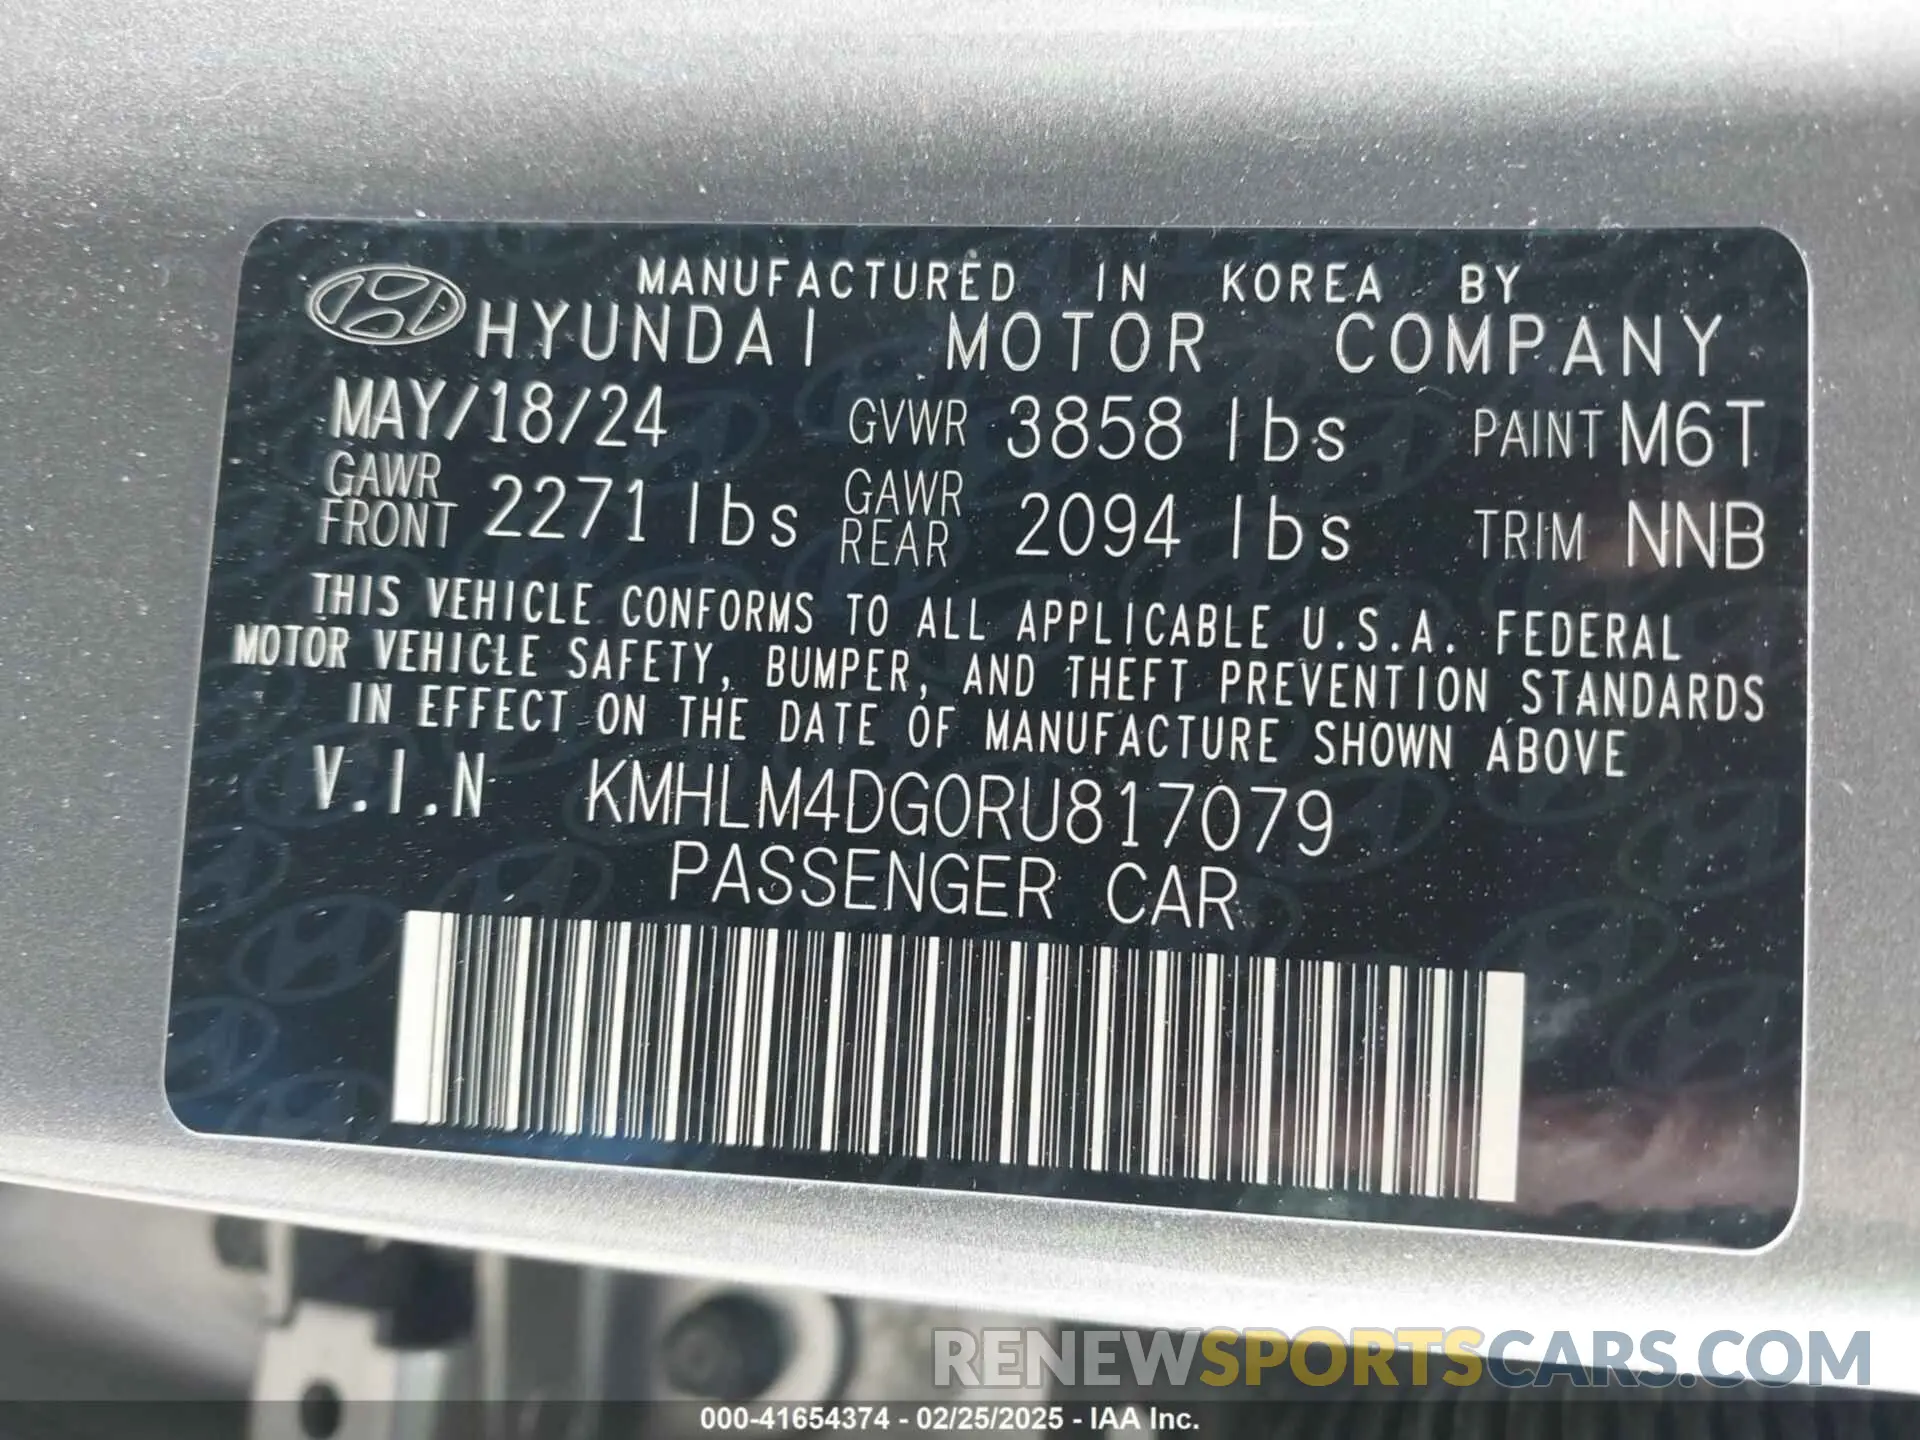 MANUFACTURED IN KOREA BY
HYUNDAI MOTOR COMPANY
MAY/18/24 GVWR 3858 lbs PAINT M6T
GAWR FRONT 2271 lbs GAWR REAR 2094 lbs TRIM NNB
THIS VEHICLE CONFORMS TO ALL APPLICABLE U.S.A. FEDERAL
MOTOR VEHICLE SAFETY, BUMPER, AND THEFT PREVENTION STANDARDS
IN EFFECT ON THE DATE OF MANUFACTURE SHOWN ABOVE
V.I.N KMHLM4DG0RU817079
PASSENGER CAR
RENEWSPORTSCARS.COM
000-41654374 - 02/25/2025 - IAA Inc.